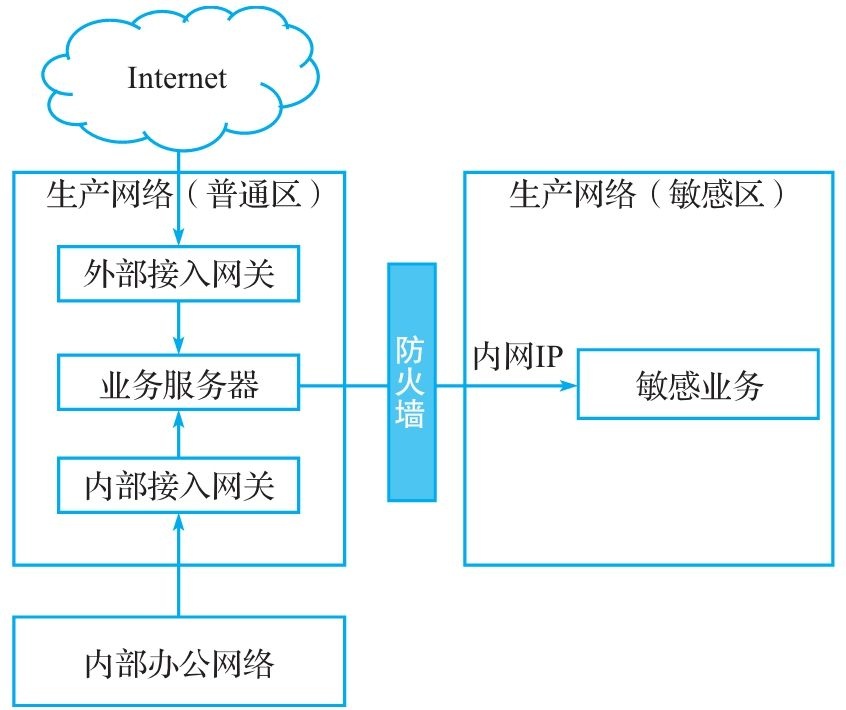 Internet
生产网络（普通区）
外部接入网关
业务服务器
内部接入网关
内部办公网络
防火墙
内网IP
生产网络（敏感区）
敏感业务